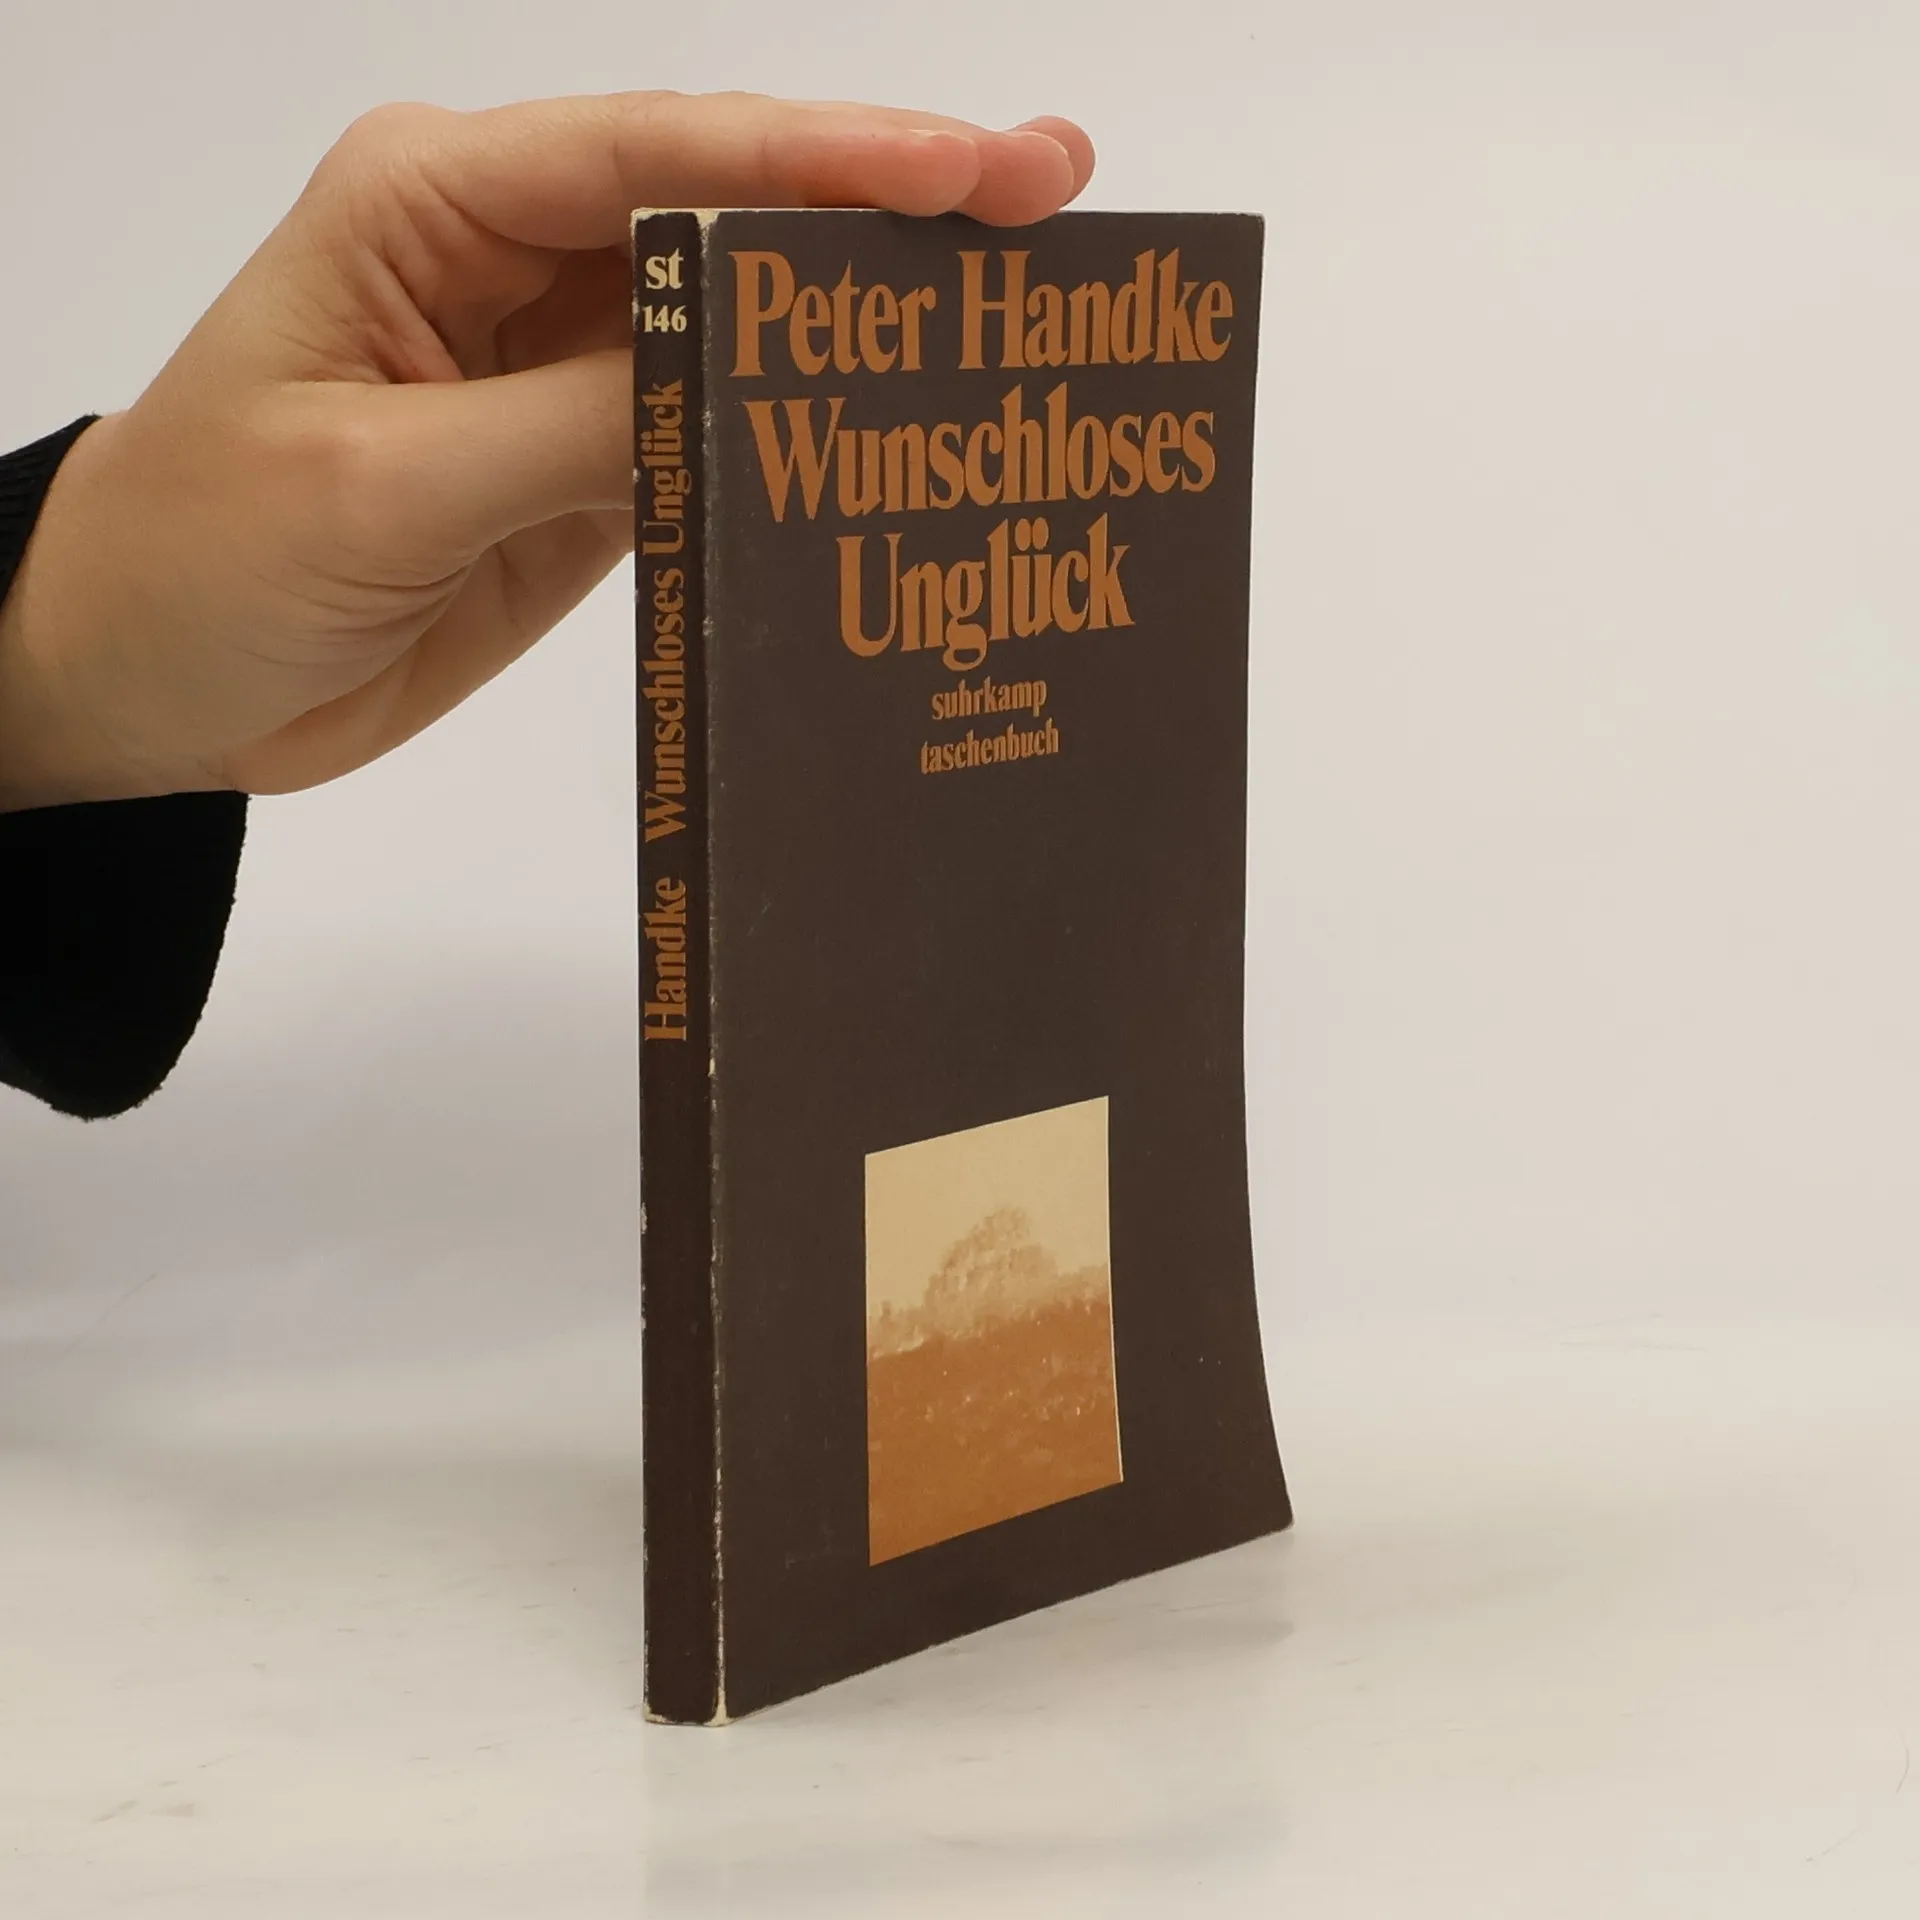 st
146
Handke Wunschloses Unglück
Peter Handke
Wunschloses
Unglück
suhrkamp
taschenbuch